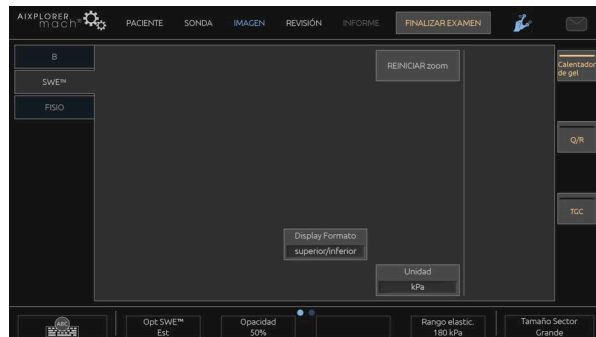 AIXPLORER
mach
PACIENTE
SONDA
IMAGEN
REVISIÓN
INFORME
FINALIZAR EXAMEN
B
SWE™
FISIO
REINICIAR zoom
Calentador
de gel
Q/R
TGC
Display Formato
superior/inferior
Unidad
kPa
ABC
Opt SWE™
Est
Opacidad
50%
Rango elastic.
180 kPa
Tamaño Sector
Grande